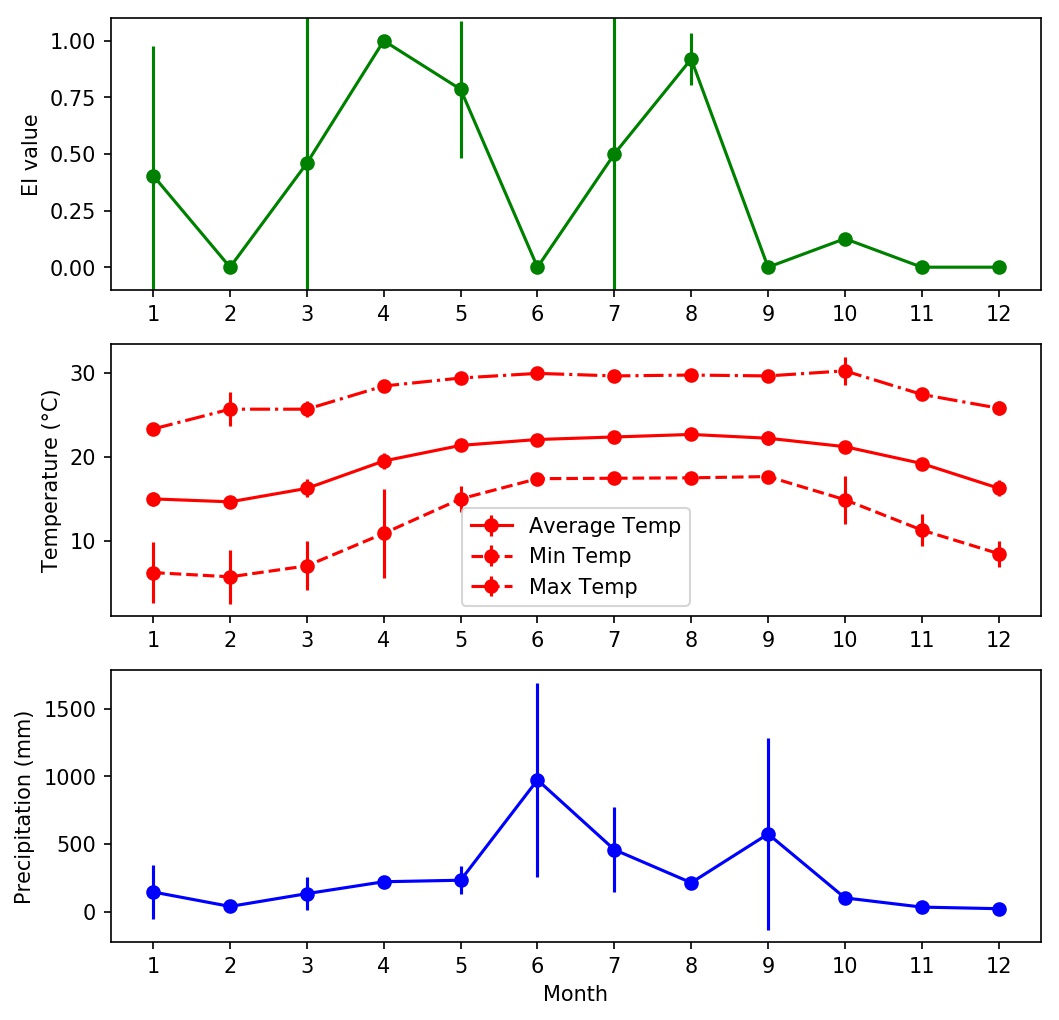 EI value
1.00
0.75
0.50
0.25
0.00
1 2 3 4 5 6 7 8 9 10 11 12
Temperature (°C)
30
20
10
Average Temp
Min Temp
Max Temp
1 2 3 4 5 6 7 8 9 10 11 12
Precipitation (mm)
1500
1000
500
0
1 2 3 4 5 6 7 8 9 10 11 12
Month